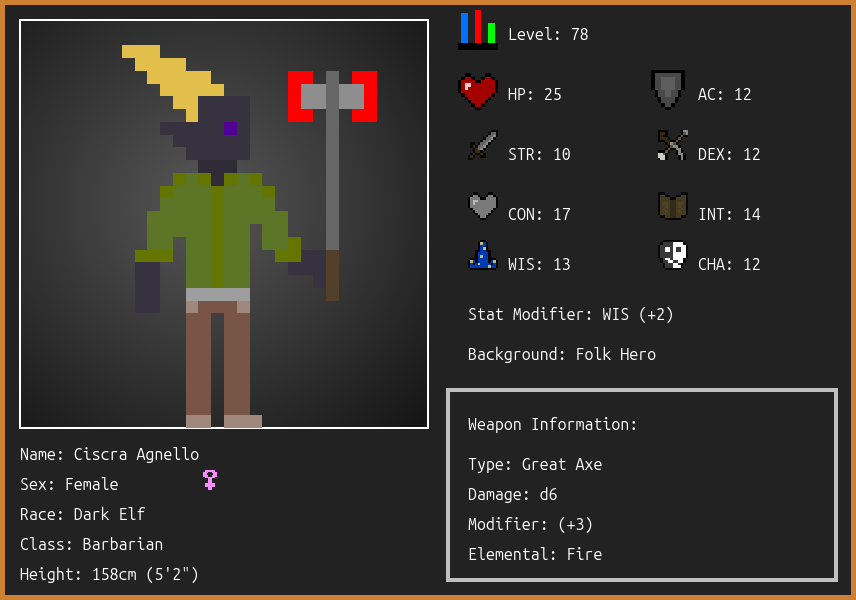 Level: 78
HP: 25 AC: 12
STR: 10 DEX: 12
CON: 17 INT: 14
WIS: 13 CHA: 12
Stat Modifier: WIS (+2)
Background: Folk Hero
Weapon Information:
Type: Great Axe
Damage: d6
Modifier: (+3)
Elemental: Fire
Name: Ciscra Agnello
Sex: Female
Race: Dark Elf
Class: Barbarian
Height: 158cm (5'2")